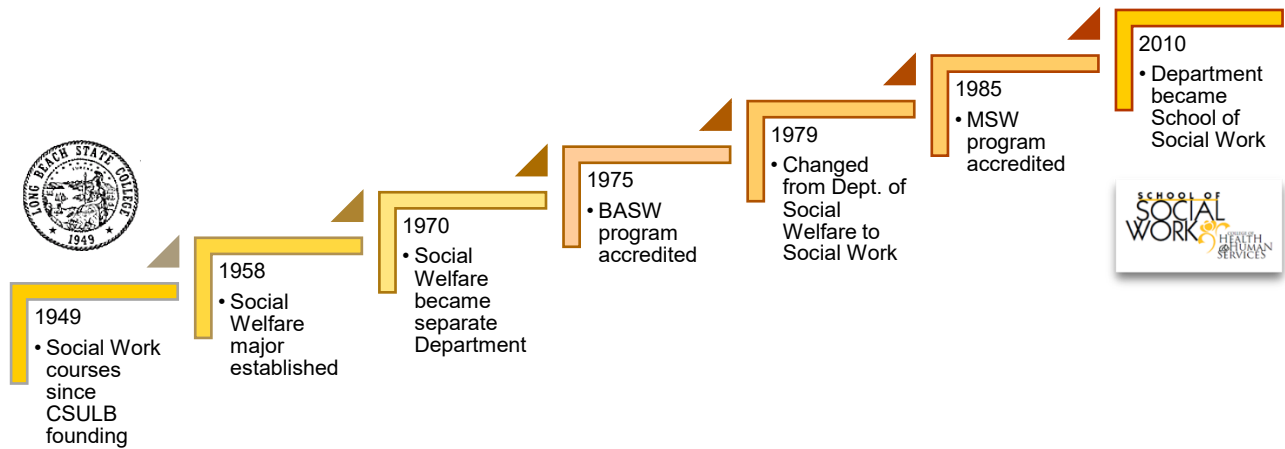 LONG BEACH STATE COLLEGE
1949
1949
• Social Work
courses
since
CSULB
founding
1958
• Social
Welfare
major
established
1970
• Social
Welfare
became
separate
Department
1975
• BASW
program
accredited
1979
• Changed
from Dept. of
Social
Welfare to
Social Work
1985
• MSW
program
accredited
2010
• Department
became
School of
Social Work
SCHOOL OF
SOCIAL
WORK
COLLEGE OF
HEALTH
& HUMAN
SERVICES